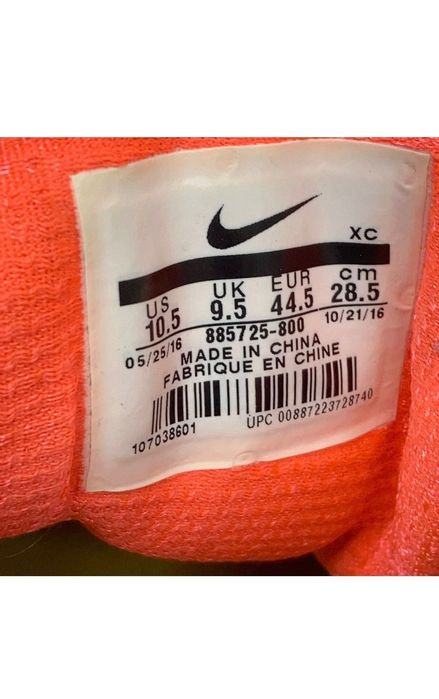 XC
US UK EUR cm
10.5 9.5 44.5 28.5
05/25/16 885725-800 10/21/16
MADE IN CHINA
FABRIQUE EN CHINE
107038601 UPC 00887223728740